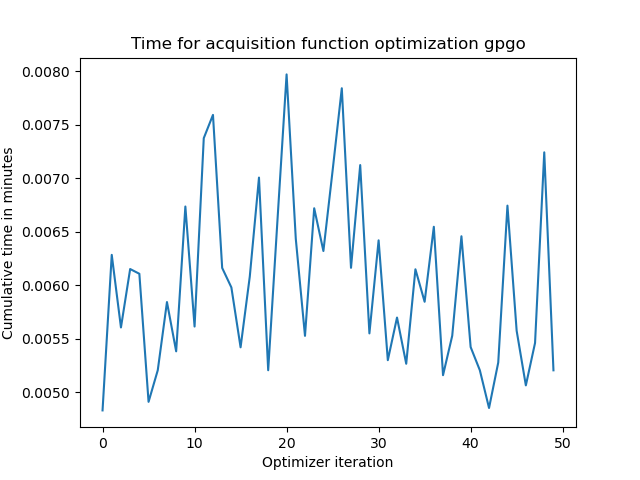 Time for acquisition function optimization gpgo
Cumulative time in minutes
0.0080
0.0075
0.0070
0.0065
0.0060
0.0055
0.0050
0 10 20 30 40 50
Optimizer iteration